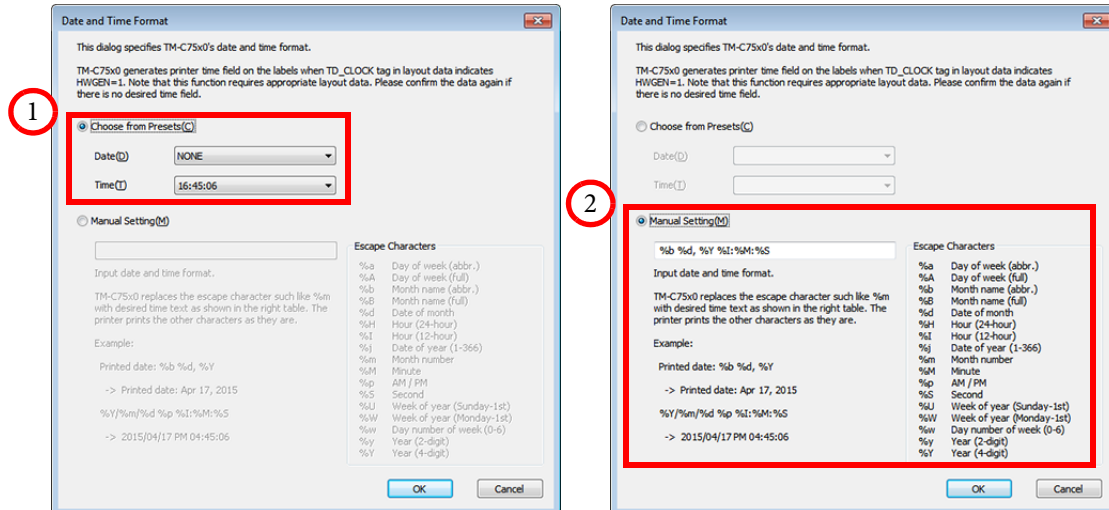 Date and Time Format
This dialog specifies TM-C75x0's date and time format.
TM-C75x0 generates printer time field on the labels when TD_CLOCK tag in layout data indicates
HWGEN=1. Note that this function requires appropriate layout data. Please confirm the data again if
there is no desired time field.
1
Choose from Presets(C)
Date(D) NONE
Time(T) 16:45:06
Manual Setting(M)
Input date and time format.
TM-C75x0 replaces the escape character such like %m
with desired time text as shown in the right table. The
printer prints the other characters as they are.
Example:
Printed date: %b %d, %Y
-> Printed date: Apr 17, 2015
%Y/%m/%d %p %I:%M:%S
-> 2015/04/17 PM 04:45:06
Escape Characters
%a Day of week (abbr.)
%A Day of week (full)
%b Month name (abbr.)
%B Month name (full)
%d Date of month
%H Hour (24-hour)
%I Hour (12-hour)
%j Date of year (1-366)
%m Month number
%M Minute
%p AM / PM
%S Second
%U Week of year (Sunday-1st)
%W Week of year (Monday-1st)
%w Day number of week (0-6)
%y Year (2-digit)
%Y Year (4-digit)
OK Cancel
Date and Time Format
This dialog specifies TM-C75x0's date and time format.
TM-C75x0 generates printer time field on the labels when TD_CLOCK tag in layout data indicates
HWGEN=1. Note that this function requires appropriate layout data. Please confirm the data again if
there is no desired time field.
Choose from Presets(C)
Date(D)
Time(T)
2
Manual Setting(M)
%b %d, %Y %I:%M:%S
Input date and time format.
TM-C75x0 replaces the escape character such like %m
with desired time text as shown in the right table. The
printer prints the other characters as they are.
Example:
Printed date: %b %d, %Y
-> Printed date: Apr 17, 2015
%Y/%m/%d %p %I:%M:%S
-> 2015/04/17 PM 04:45:06
Escape Characters
%a Day of week (abbr.)
%A Day of week (full)
%b Month name (abbr.)
%B Month name (full)
%d Date of month
%H Hour (24-hour)
%I Hour (12-hour)
%j Date of year (1-366)
%m Month number
%M Minute
%p AM / PM
%S Second
%U Week of year (Sunday-1st)
%W Week of year (Monday-1st)
%w Day number of week (0-6)
%y Year (2-digit)
%Y Year (4-digit)
OK Cancel